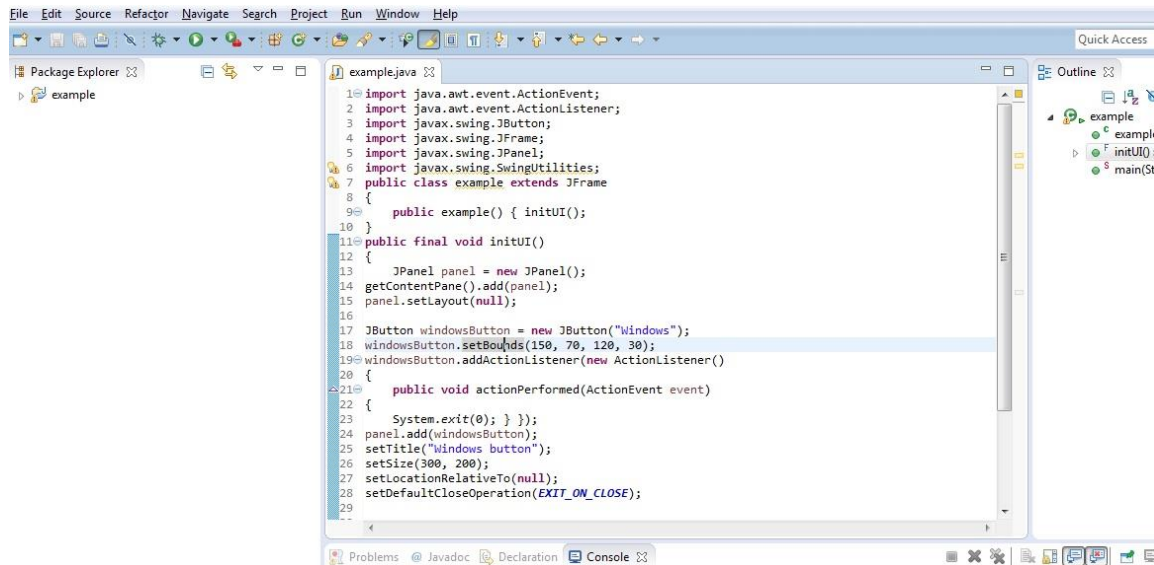 File Edit Source Refactor Navigate Search Project Run Window Help
Quick Access
Package Explorer
example
example.java
1 import java.awt.event.ActionEvent;
2 import java.awt.event.ActionListener;
3 import javax.swing.JButton;
4 import javax.swing.JFrame;
5 import javax.swing.JPanel;
6 import javax.swing.SwingUtilities;
7 public class example extends JFrame
8 {
9 public example() { initUI();
10 }
11 public final void initUI()
12 {
13 JPanel panel = new JPanel();
14 getContentPane().add(panel);
15 panel.setLayout(null);
16
17 JButton windowsButton = new JButton("Windows");
18 windowsButton.setBounds(150, 70, 120, 30);
19 windowsButton.addActionListener(new ActionListener()
20 {
21 public void actionPerformed(ActionEvent event)
22 {
23 System.exit(0); } });
24 panel.add(windowsButton);
25 setTitle("Windows button");
26 setSize(300, 200);
27 setLocationRelativeTo(null);
28 setDefaultCloseOperation(EXIT_ON_CLOSE);
29
Outline
example
example
initUI() :
main(St
Problems @ Javadoc Declaration Console